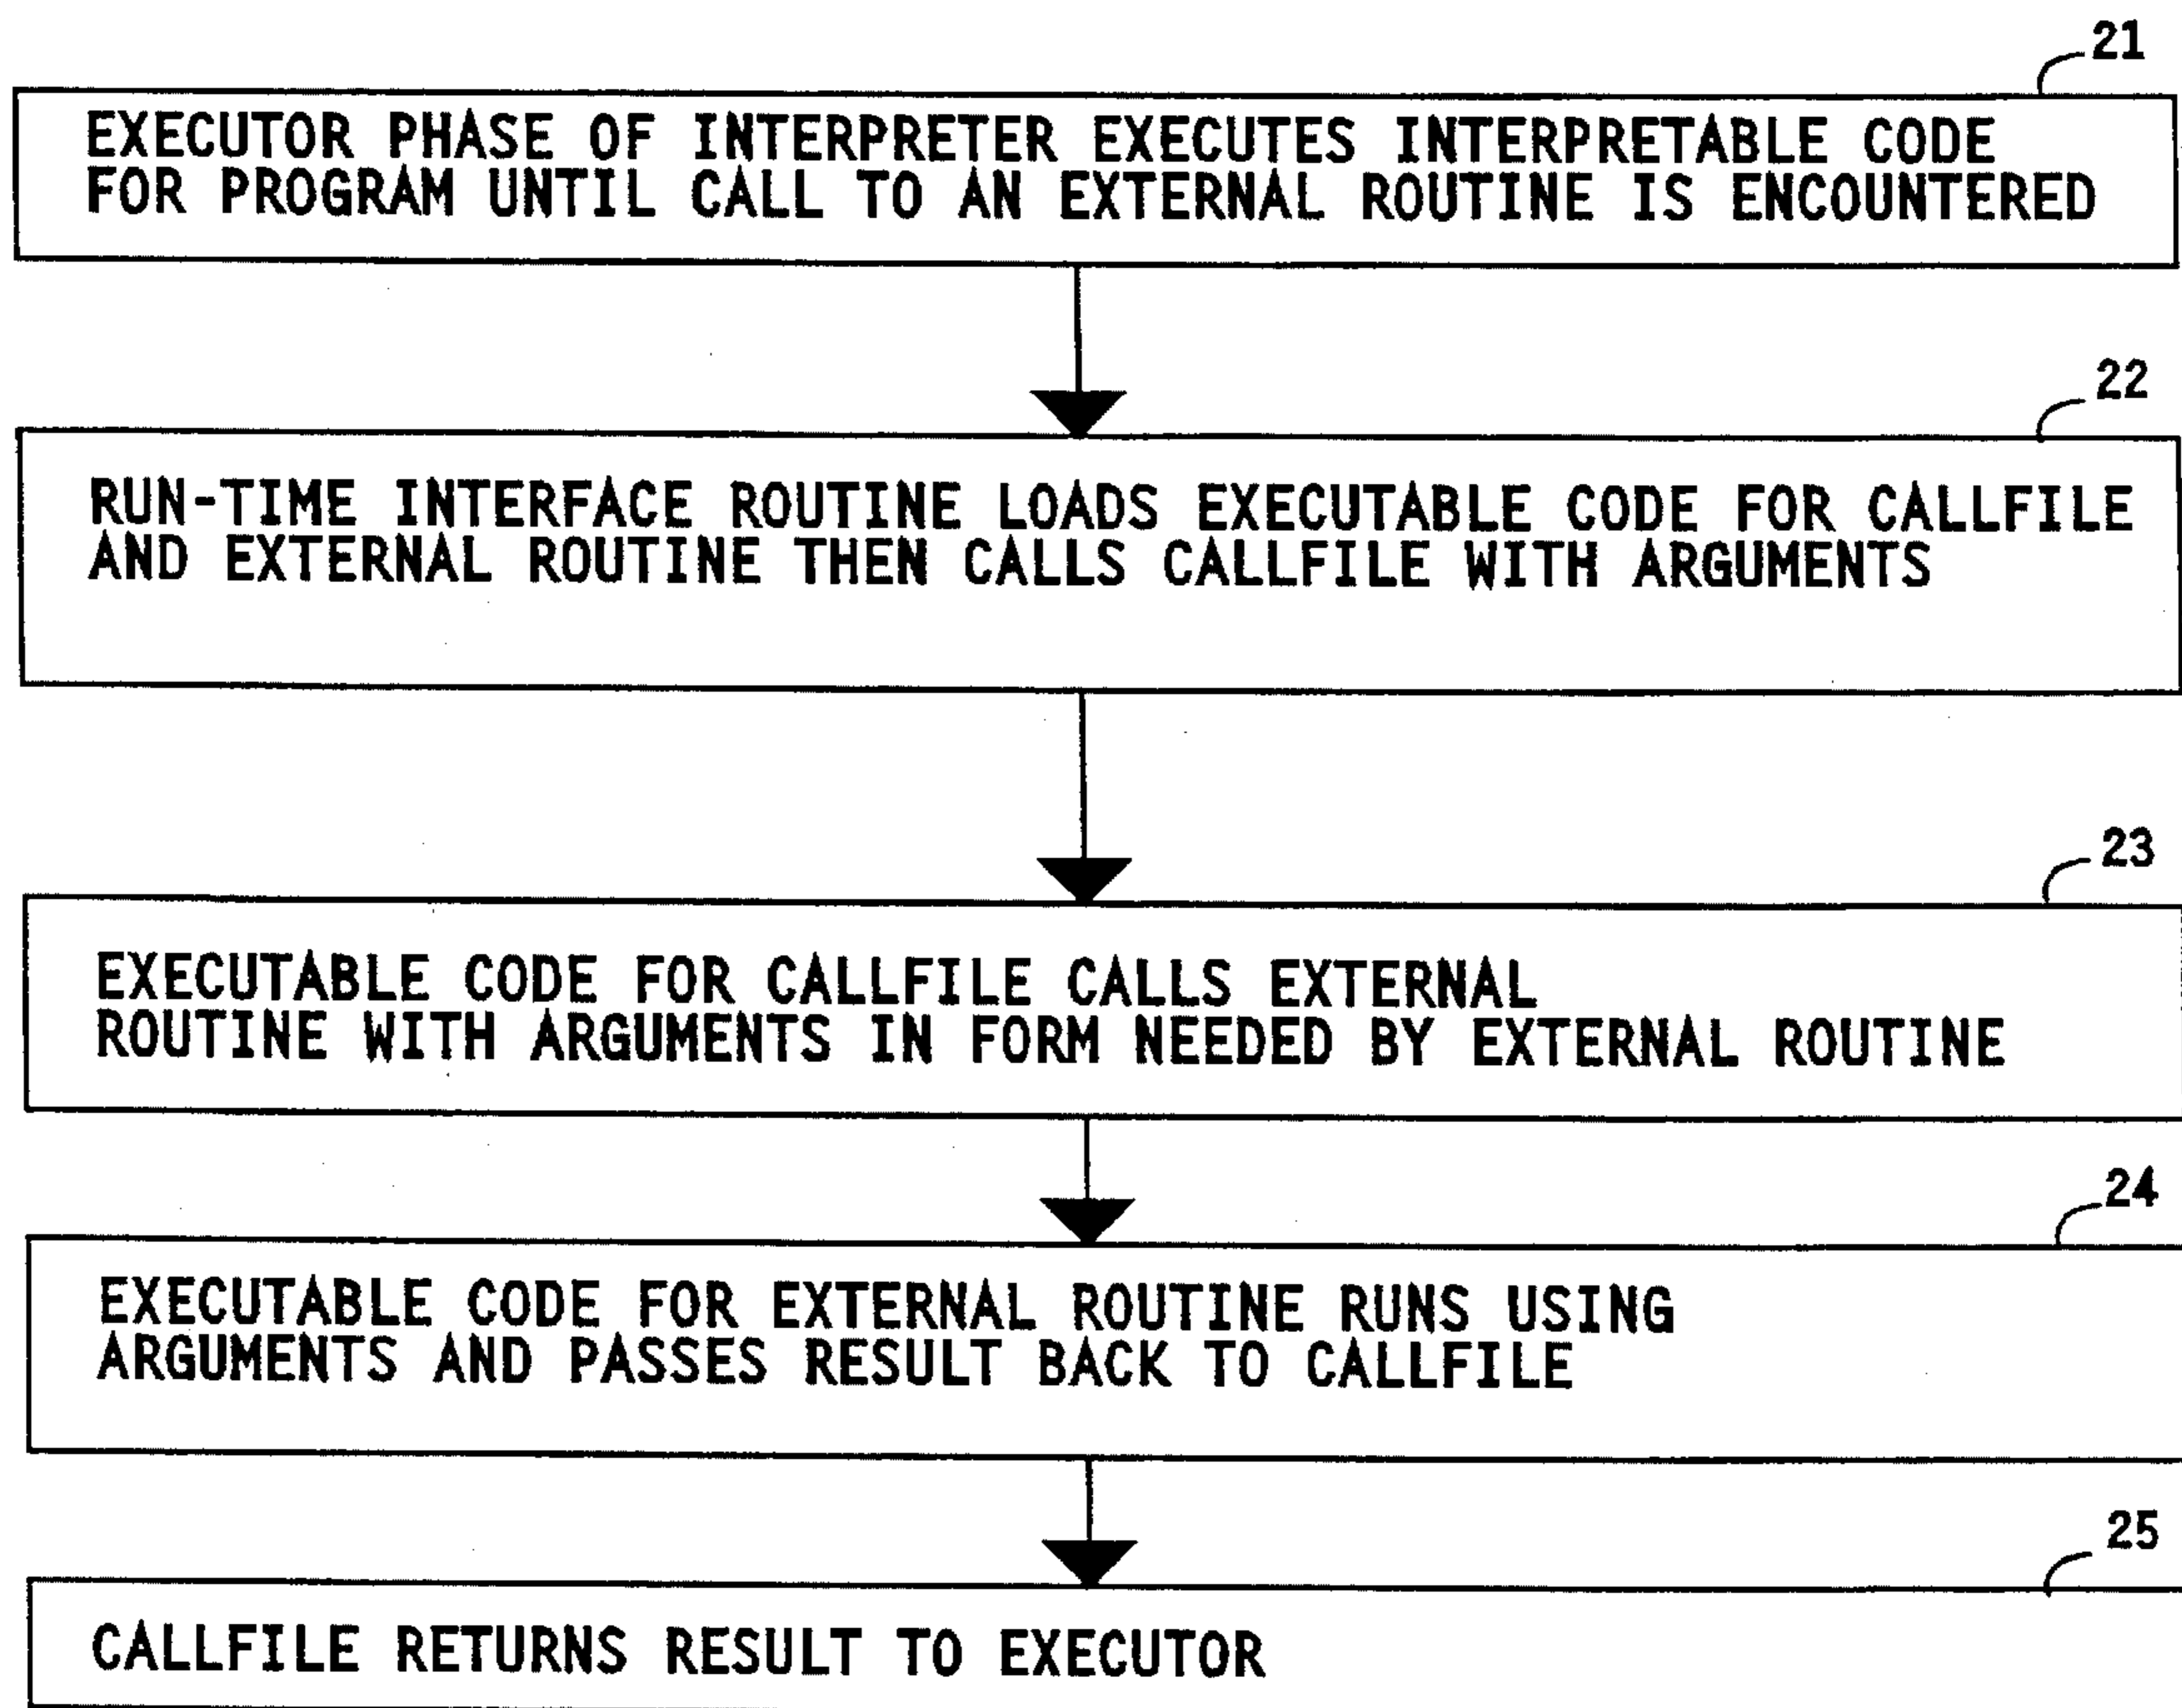 21
EXECUTOR PHASE OF INTERPRETER EXECUTES INTERPRETABLE CODE
FOR PROGRAM UNTIL CALL TO AN EXTERNAL ROUTINE IS ENCOUNTERED
22
RUN-TIME INTERFACE ROUTINE LOADS EXECUTABLE CODE FOR CALLFILE
AND EXTERNAL ROUTINE THEN CALLS CALLFILE WITH ARGUMENTS
23
EXECUTABLE CODE FOR CALLFILE CALLS EXTERNAL
ROUTINE WITH ARGUMENTS IN FORM NEEDED BY EXTERNAL ROUTINE
24
EXECUTABLE CODE FOR EXTERNAL ROUTINE RUNS USING
ARGUMENTS AND PASSES RESULT BACK TO CALLFILE
25
CALLFILE RETURNS RESULT TO EXECUTOR